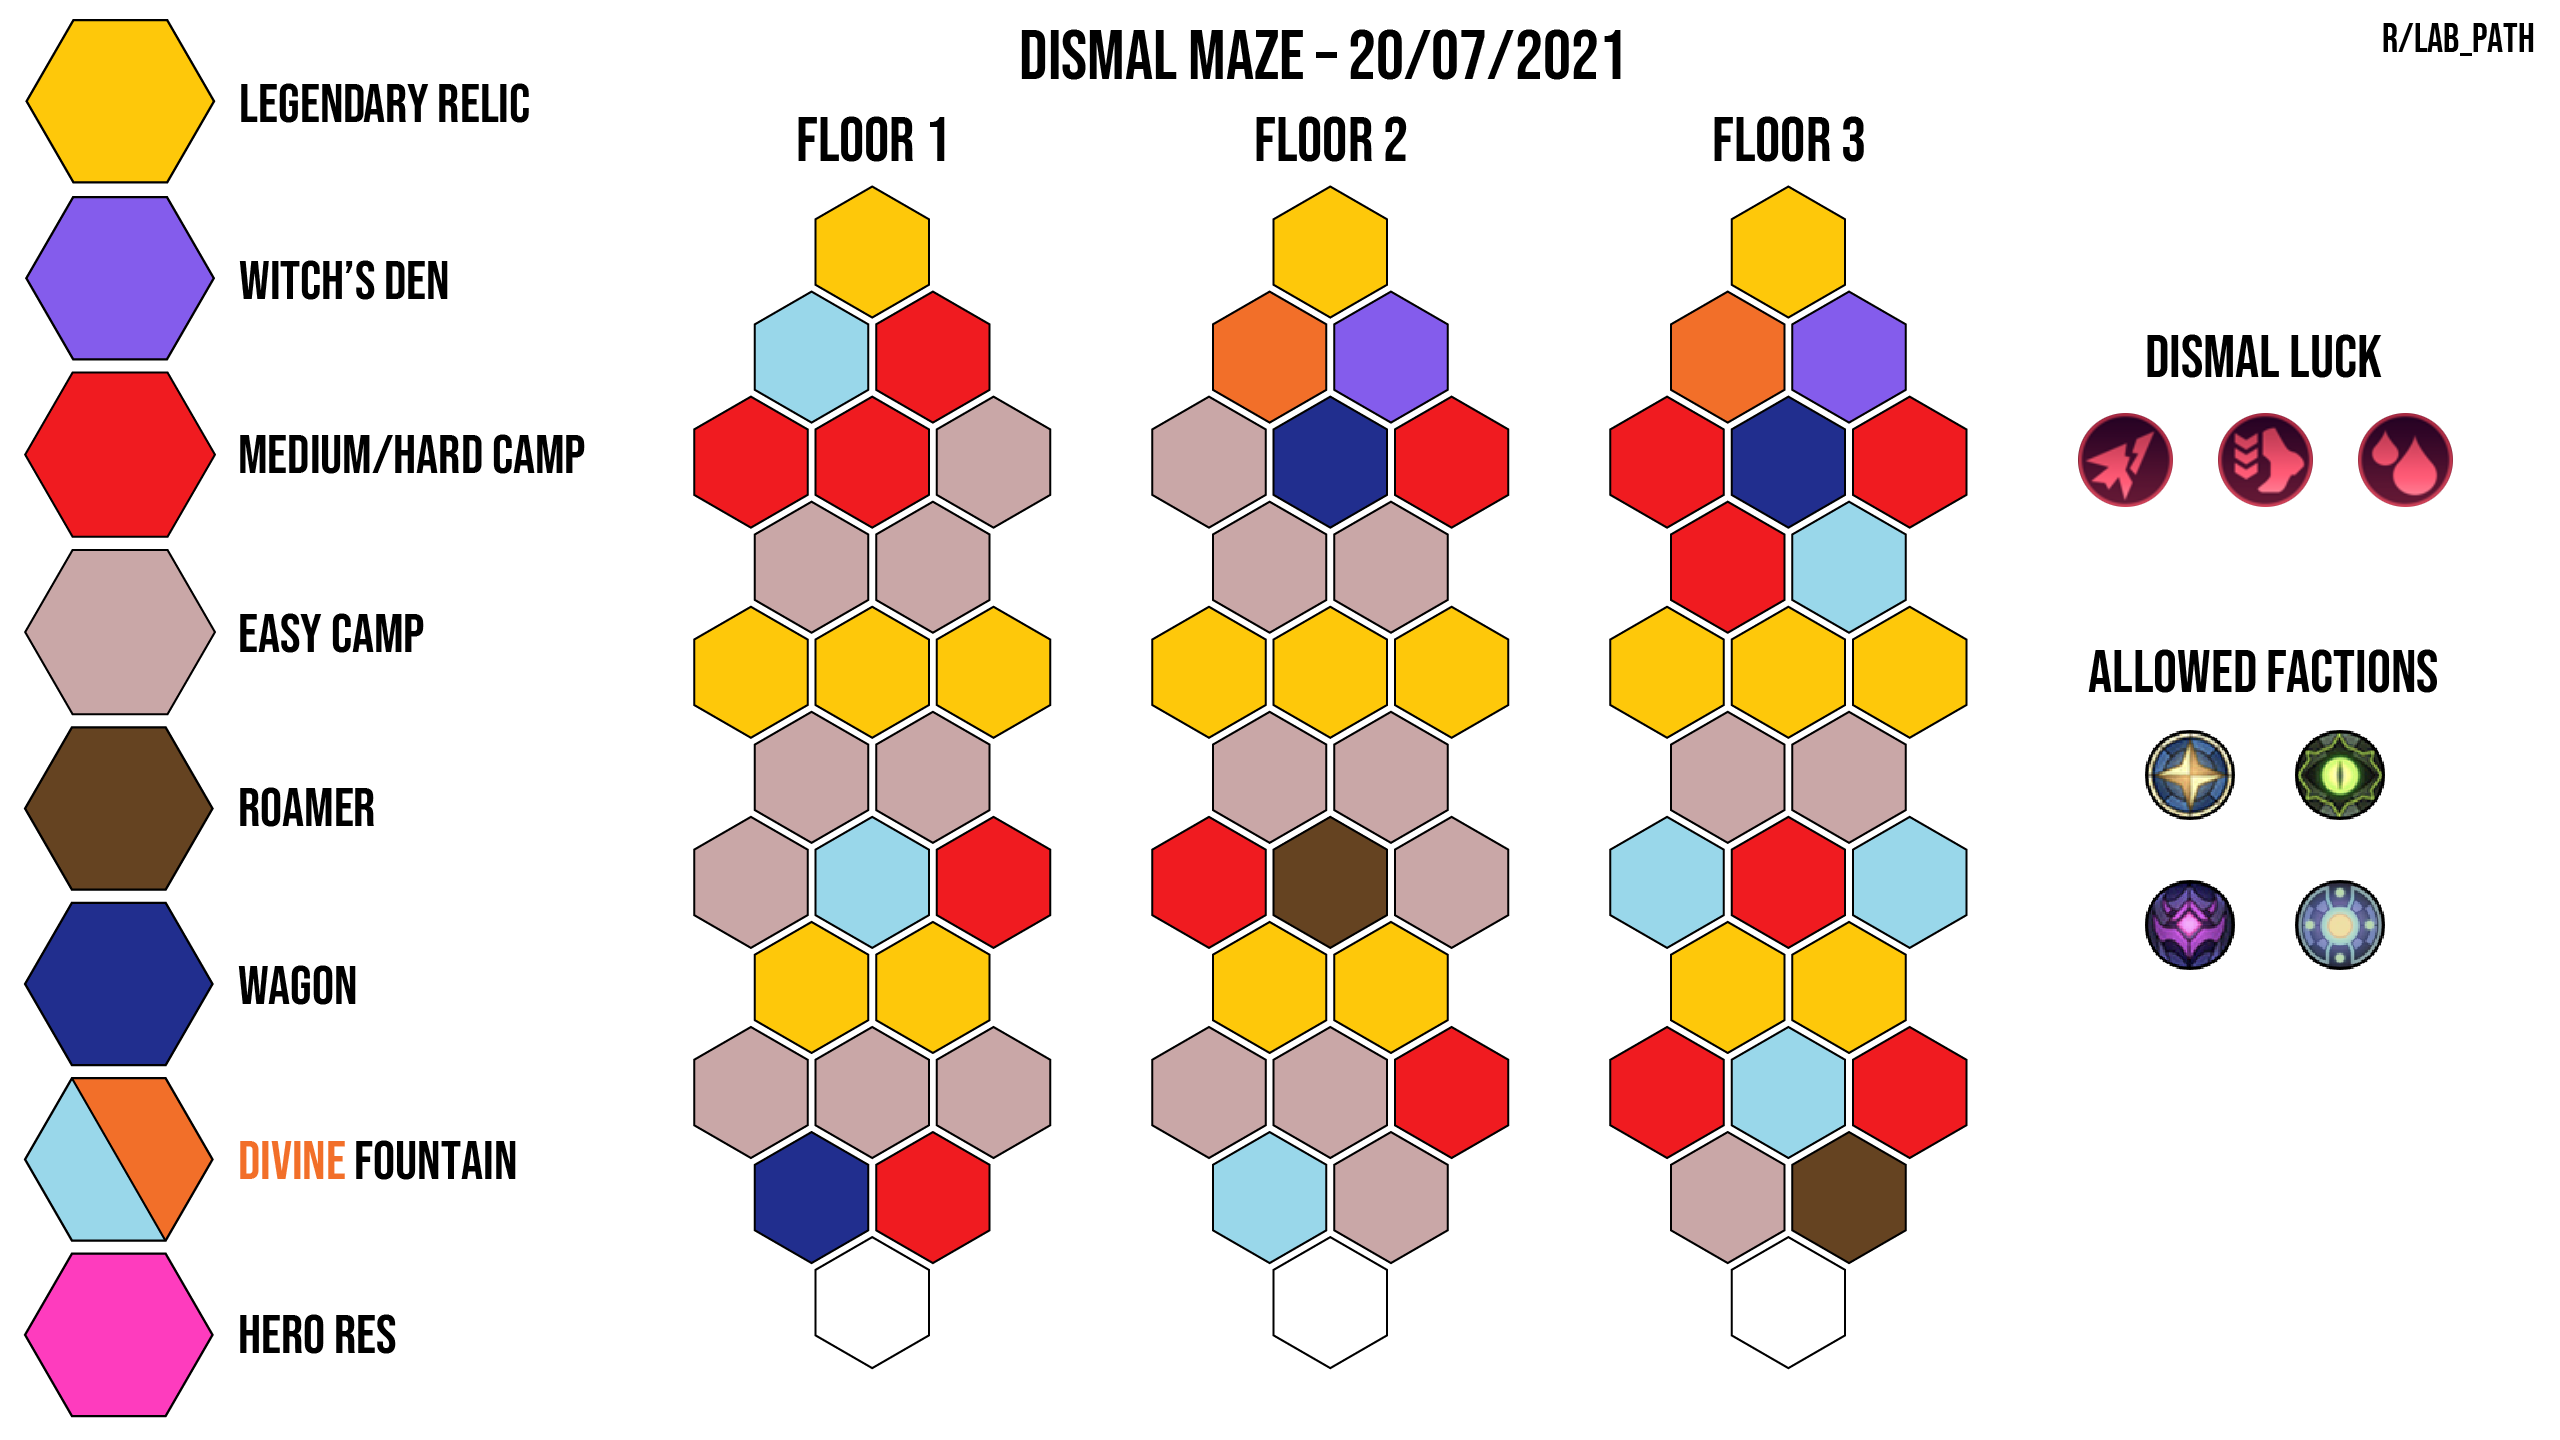 DISMAL MAZE – 20/07/2021
R/LAB_PATH
LEGENDARY RELIC
WITCH'S DEN
MEDIUM/HARD CAMP
EASY CAMP
ROAMER
WAGON
DIVINE FOUNTAIN
HERO RES
FLOOR 1
FLOOR 2
FLOOR 3
DISMAL LUCK
ALLOWED FACTIONS